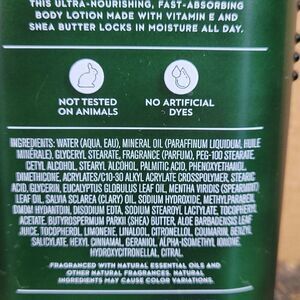 THIS ULTRA-NOURISHING, FAST-ABSORBING
BODY LOTION MADE WITH VITAMIN E AND
SHEA BUTTER LOCKS IN MOISTURE ALL DAY.
NOT TESTED
ON ANIMALS
NO ARTIFICIAL
DYES
INGREDIENTS: WATER (AQUA, EAU), MINERAL OIL (PARAFFINUM LIQUIDUM, HUILE
MINÉRALE), GLYCERYL STEARATE, FRAGRANCE (PARFUM), PEG-100 STEARATE,
CETYL ALCOHOL, STEARYL ALCOHOL, PALMITIC ACID, PHENOXYETHANOL,
DIMETHICONE, ACRYLATES/C10-30 ALKYL ACRYLATE CROSSPOLYMER, STEARIC
ACID, GLYCERIN, EUCALYPTUS GLOBULUS LEAF OIL, MENTHA VIRIDIS (SPEARMINT)
LEAF OIL, SALVIA SCLAREA (CLARY) OIL, SODIUM HYDROXIDE, METHYLPARABEN,
DMDM HYDANTOIN, DISODIUM EDTA, SODIUM STEAROYL LACTYLATE, TOCOPHERYL
ACETATE, BUTYROSPERMUM PARKII (SHEA) BUTTER, ALOE BARBADENSIS LEAF
JUICE, TOCOPHEROL, LIMONENE, LINALOOL, CITRONELLOL, COUMARIN, BENZYL
SALICYLATE, HEXYL CINNAMAL, GERANIOL, ALPHA-ISOMETHYL IONONE,
HYDROXYCITRONELLAL, CITRAL.
FRAGRANCED WITH NATURAL ESSENTIAL OILS AND
OTHER NATURAL FRAGRANCES. NATURAL
INGREDIENTS MAY CAUSE COLOR VARIATIONS.